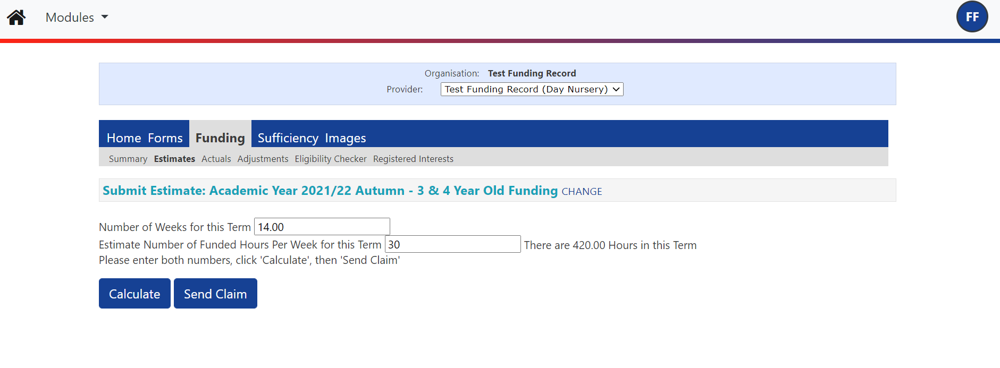 Modules
FF
Organisation: Test Funding Record
Provider: Test Funding Record (Day Nursery)
Home Forms Funding Sufficiency Images
Summary Estimates Actuals Adjustments Eligibility Checker Registered Interests
Submit Estimate: Academic Year 2021/22 Autumn - 3 & 4 Year Old Funding CHANGE
Number of Weeks for this Term 14.00
Estimate Number of Funded Hours Per Week for this Term 30 There are 420.00 Hours in this Term
Please enter both numbers, click 'Calculate', then 'Send Claim'
Calculate Send Claim